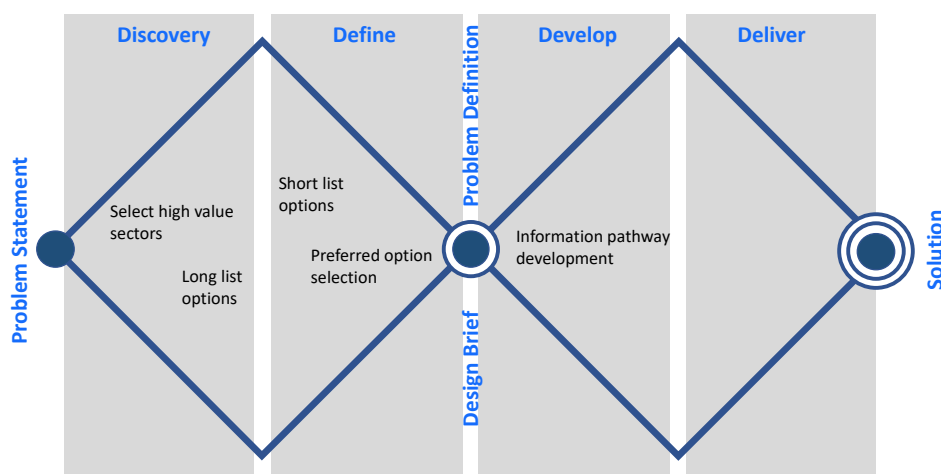 Discovery
Define
Develop
Deliver
Problem Statement
Select high value
sectors
Long list
options
Short list
options
Preferred option
selection
Problem Definition
Design Brief
Information pathway
development
Solution